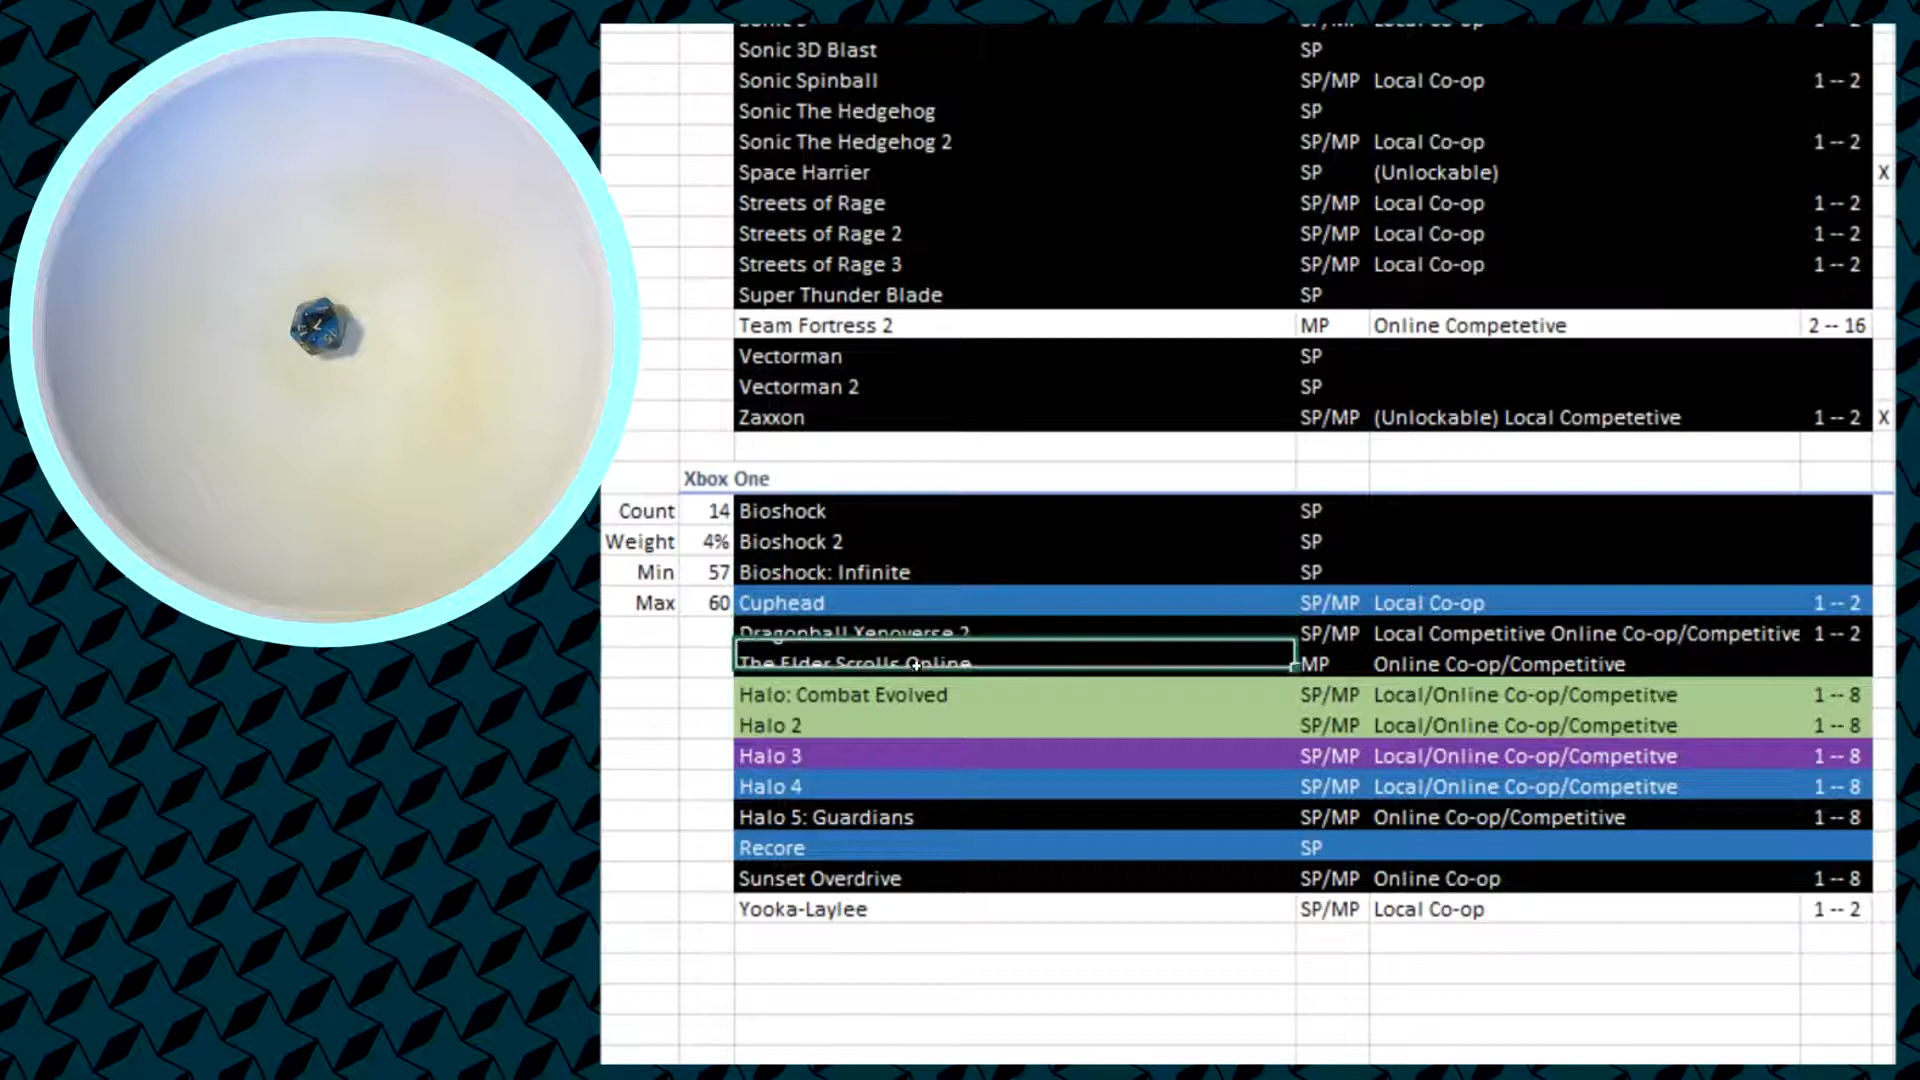 Sonic 3D Blast SP
Sonic Spinball SP/MP Local Co-op 1 -- 2
Sonic The Hedgehog SP
Sonic The Hedgehog 2 SP/MP Local Co-op 1 -- 2
Space Harrier SP (Unlockable) X
Streets of Rage SP/MP Local Co-op 1 -- 2
Streets of Rage 2 SP/MP Local Co-op 1 -- 2
Streets of Rage 3 SP/MP Local Co-op 1 -- 2
Super Thunder Blade SP
Team Fortress 2 MP Online Competetive 2 -- 16
Vectorman SP
Vectorman 2 SP
Zaxxon SP/MP (Unlockable) Local Competetive 1 -- 2 X
Xbox One
Count 14 Bioshock SP
Weight 4% Bioshock 2 SP
Min 57 Bioshock: Infinite SP
Max 60 Cuphead SP/MP Local Co-op 1 -- 2
Dragonball Xenoverse 2 SP/MP Local Competitive Online Co-op/Competitive 1 -- 2
The Elder Scrolls Online MP Online Co-op/Competitive
Halo: Combat Evolved SP/MP Local/Online Co-op/Competitve 1 -- 8
Halo 2 SP/MP Local/Online Co-op/Competitve 1 -- 8
Halo 3 SP/MP Local/Online Co-op/Competitve 1 -- 8
Halo 4 SP/MP Local/Online Co-op/Competitve 1 -- 8
Halo 5: Guardians SP/MP Online Co-op/Competitive 1 -- 8
Recore SP
Sunset Overdrive SP/MP Online Co-op 1 -- 8
Yooka-Laylee SP/MP Local Co-op 1 -- 2